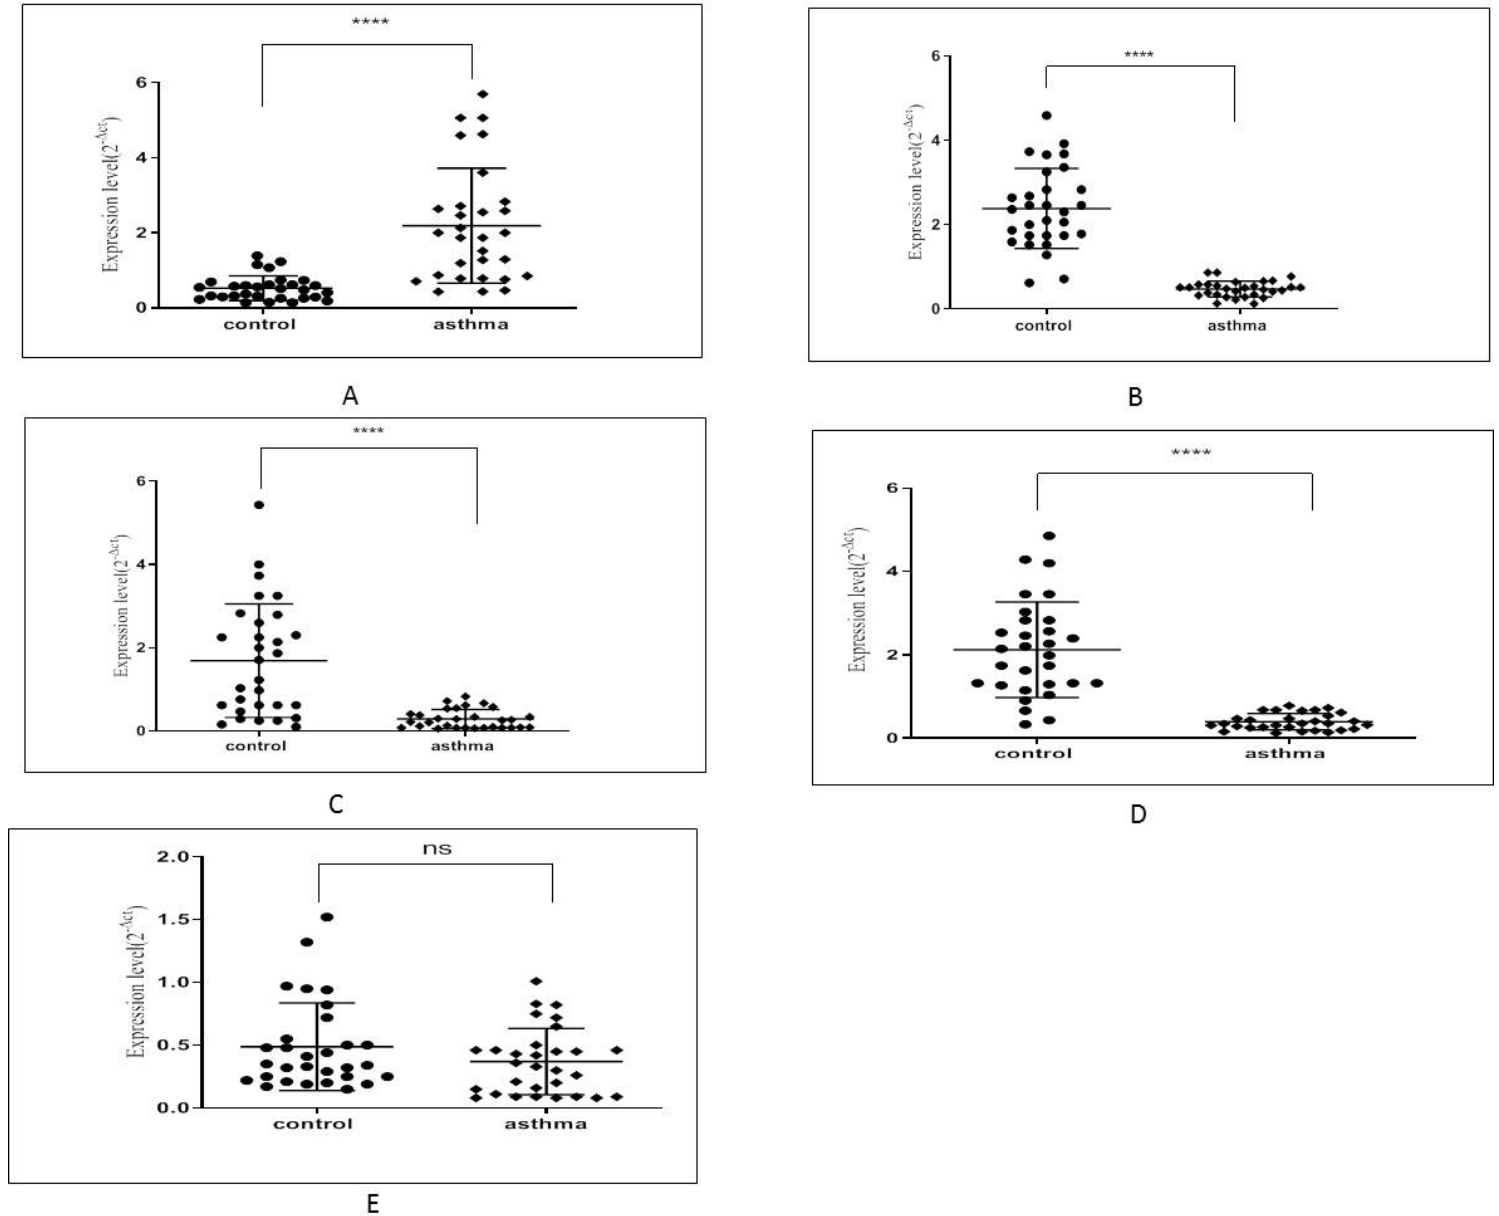 ****
6
4
2
0
Expression level(2^-Δct)
control asthma
A
****
6
4
2
0
Expression level(2^-Δct)
control asthma
B
****
6
4
2
0
Expression level(2^-Δct)
control asthma
C
****
6
4
2
0
Expression level(2^-Δct)
control asthma
D
ns
2.0
1.5
1.0
0.5
0.0
Expression level(2^-Δct)
control asthma
E